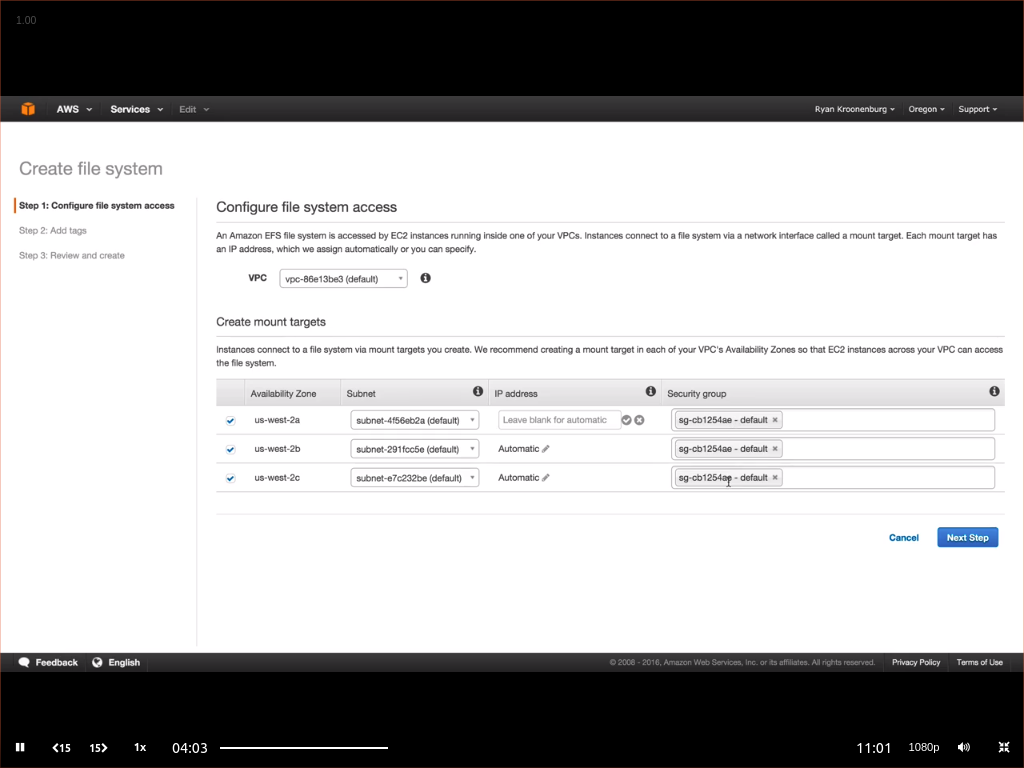 1.00
AWS Services Edit Ryan Kroonenburg Oregon Support
Create file system
Step 1: Configure file system access
Step 2: Add tags
Step 3: Review and create
Configure file system access
An Amazon EFS file system is accessed by EC2 instances running inside one of your VPCs. Instances connect to a file system via a network interface called a mount target. Each mount target has
an IP address, which we assign automatically or you can specify.
VPC vpc-86e13be3 (default)
Create mount targets
Instances connect to a file system via mount targets you create. We recommend creating a mount target in each of your VPC's Availability Zones so that EC2 instances across your VPC can access
the file system.
Availability Zone Subnet IP address Security group
us-west-2a subnet-4f56eb2a (default) Leave blank for automatic sg-cb1254ae - default
us-west-2b subnet-291fcc5e (default) Automatic sg-cb1254ae - default
us-west-2c subnet-e7c232be (default) Automatic sg-cb1254ae - default
Cancel Next Step
Feedback English © 2008 - 2016, Amazon Web Services, Inc. or its affiliates. All rights reserved. Privacy Policy Terms of Use
15 15 1x 04:03 11:01 1080p